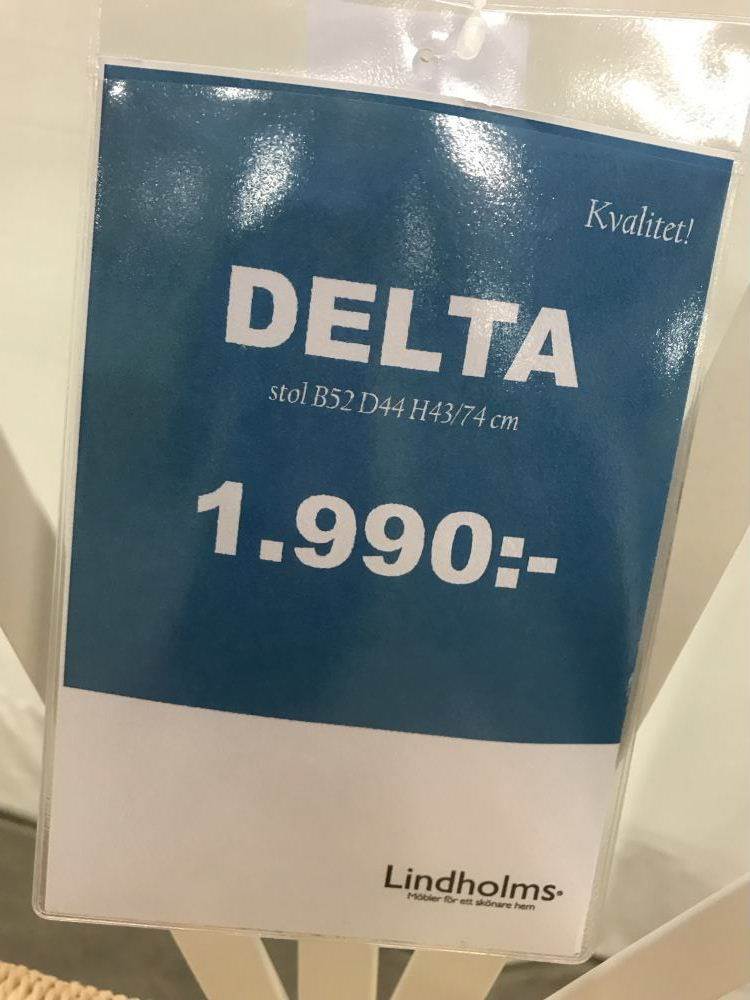 Kvalitet!
DELTA
stol B52 D44 H43/74 cm
1.990:-
Lindholms
Möbler för ett skönare hem